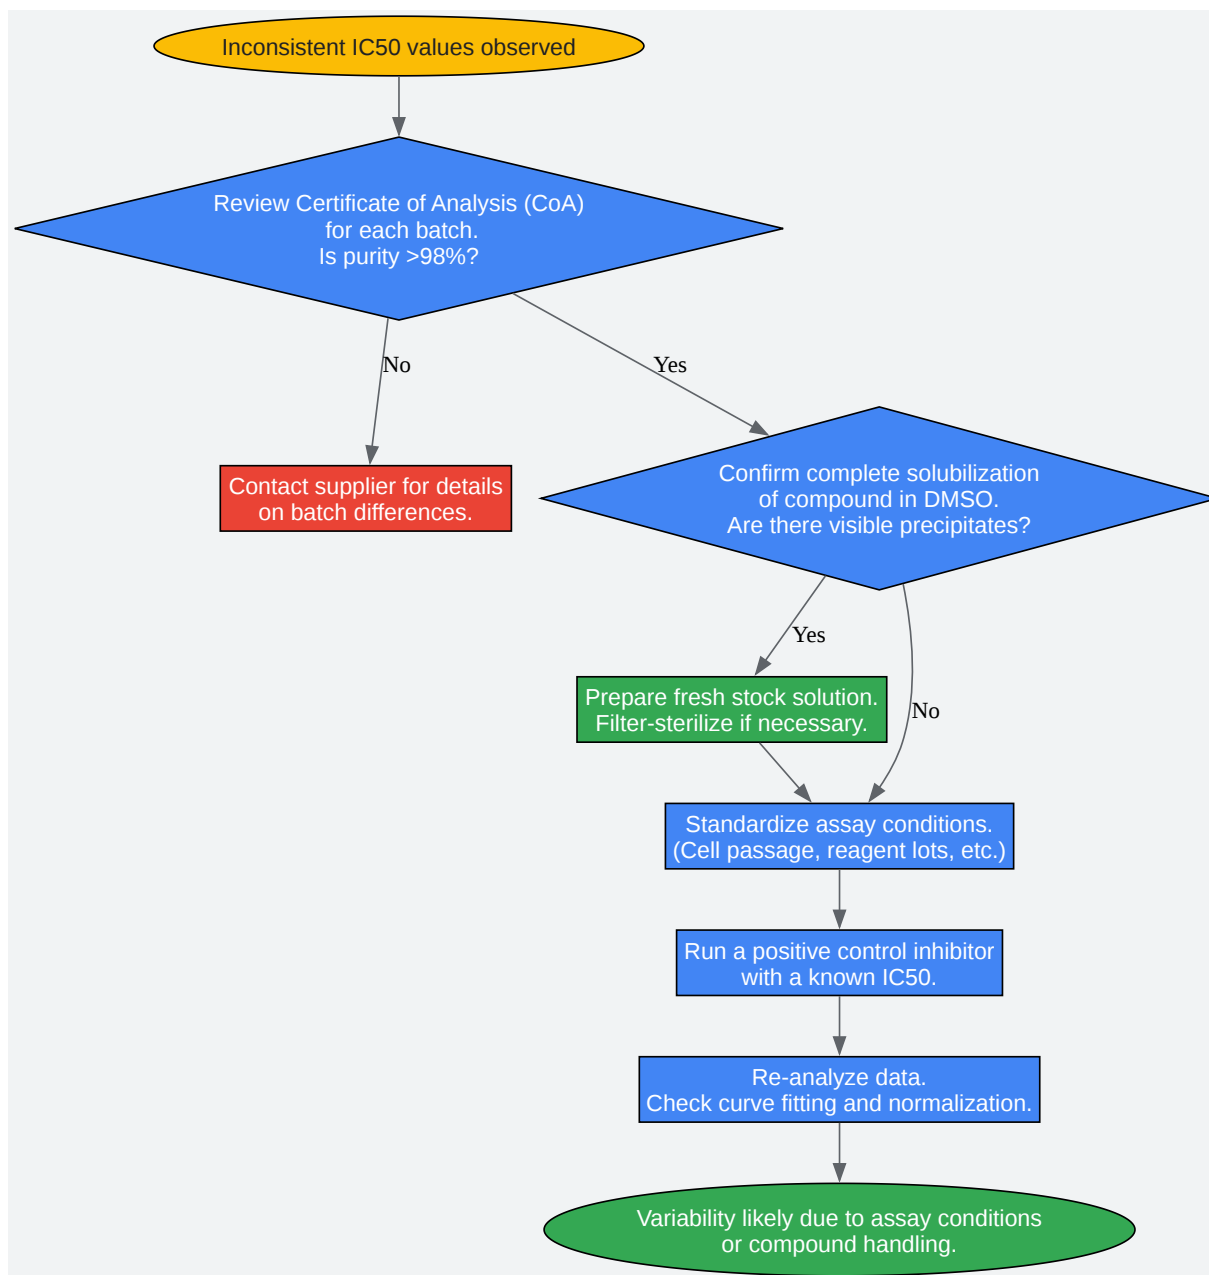 Inconsistent IC50 values observed
Review Certificate of Analysis (CoA)
for each batch.
Is purity >98%?
No
Yes
Contact supplier for details
on batch differences.
Confirm complete solubilization
of compound in DMSO.
Are there visible precipitates?
Yes
Prepare fresh stock solution.
Filter-sterilize if necessary.
No
Standardize assay conditions.
(Cell passage, reagent lots, etc.)
Run a positive control inhibitor
with a known IC50.
Re-analyze data.
Check curve fitting and normalization.
Variability likely due to assay conditions
or compound handling.